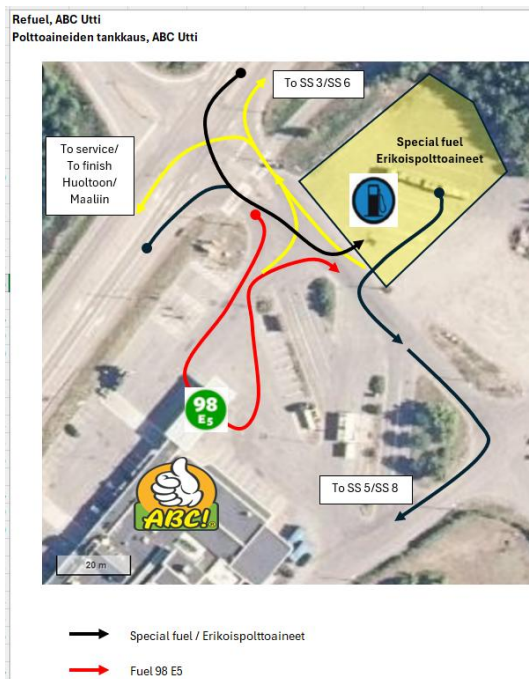 Refuel, ABC Utti
Polttoaineiden tankkaus, ABC Utti
To SS 3/SS 6
To service/
To finish
Huoltoon/
Maaliin
Special fuel
Erikoispolttoaineet
98
E5
ABC!
To SS 5/SS 8
20 m
Special fuel / Erikoispolttoaineet
Fuel 98 E5